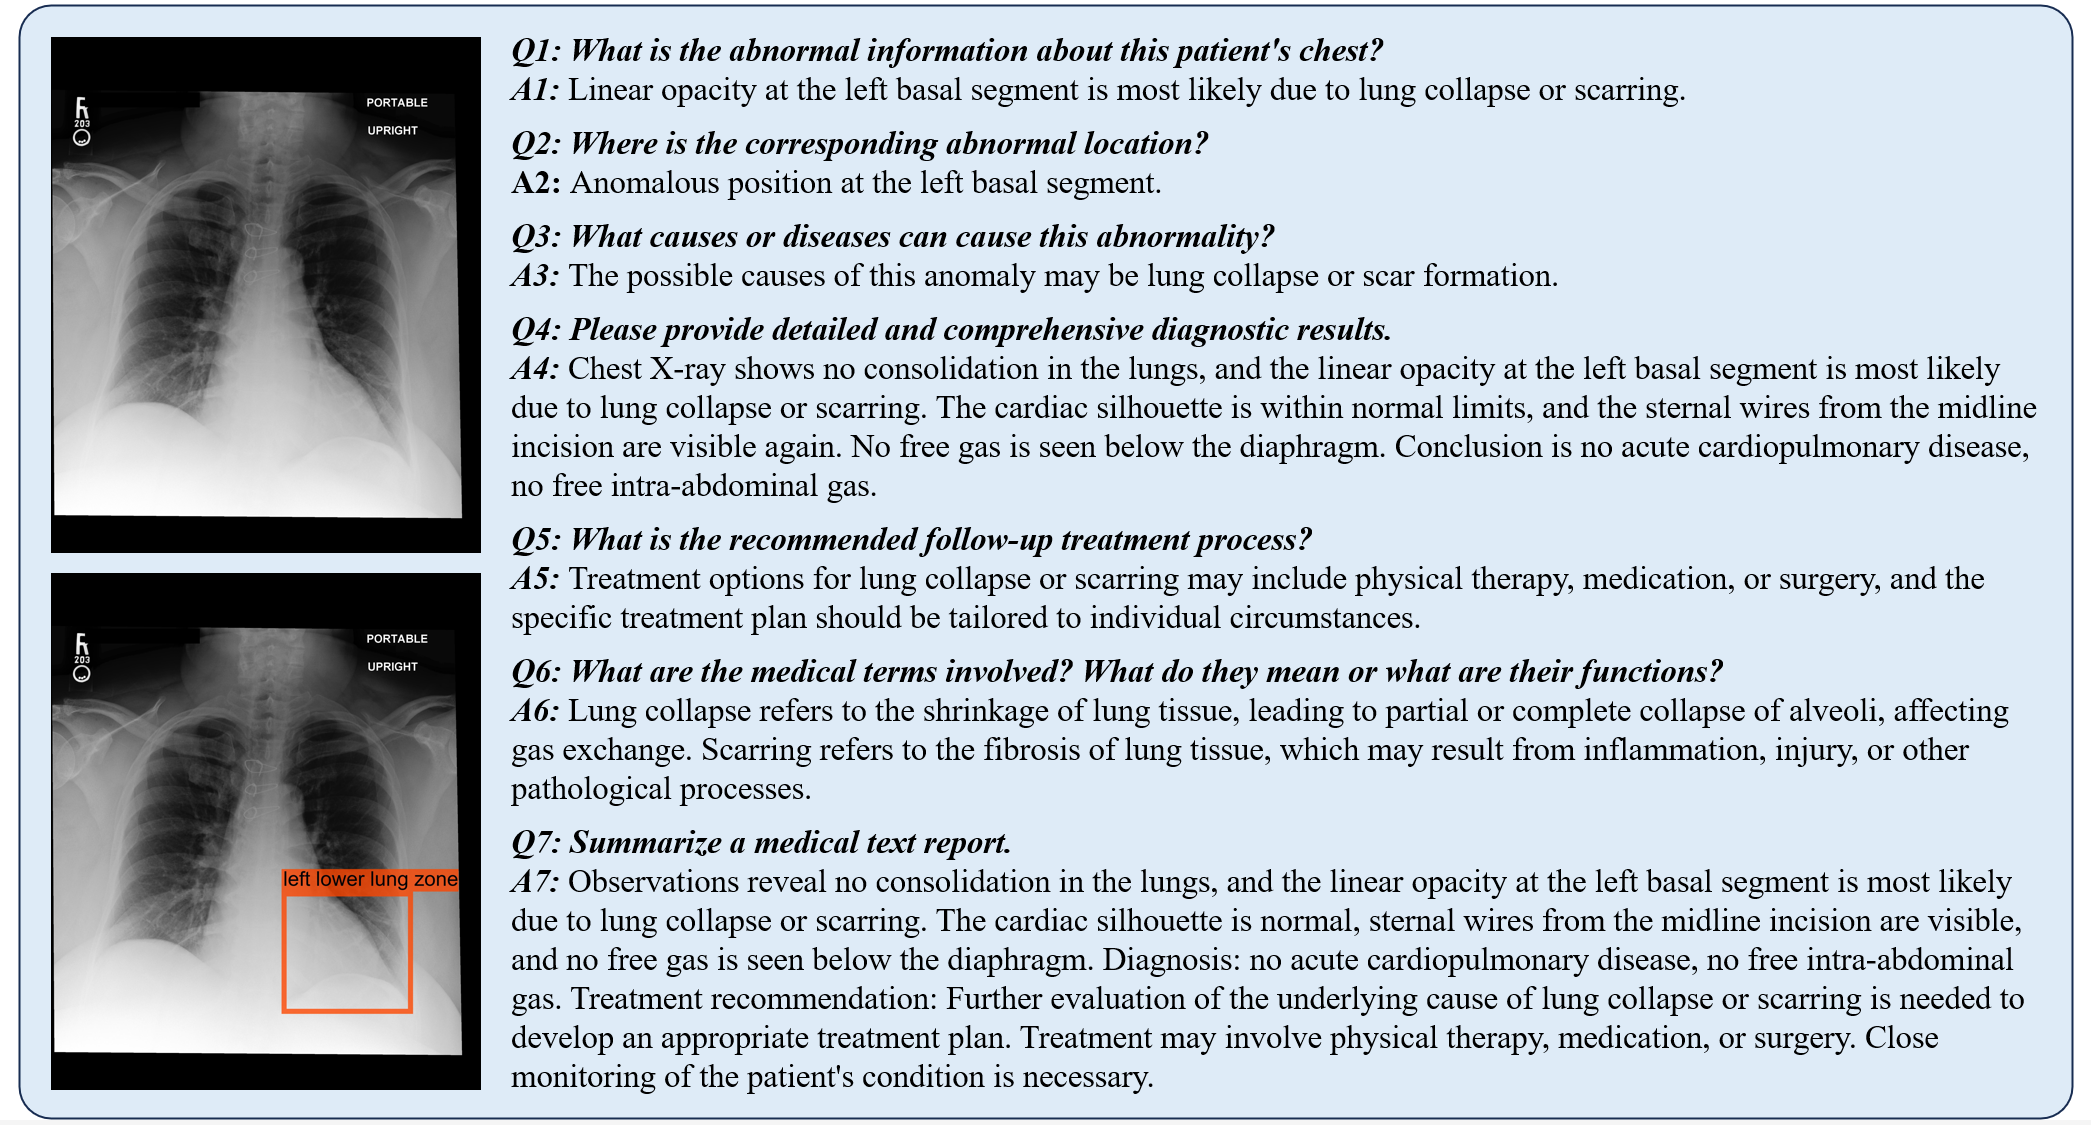 PORTABLE
203
UPRIGHT
Q1: What is the abnormal information about this patient's chest?
A1: Linear opacity at the left basal segment is most likely due to lung collapse or scarring.
Q2: Where is the corresponding abnormal location?
A2: Anomalous position at the left basal segment.
Q3: What causes or diseases can cause this abnormality?
A3: The possible causes of this anomaly may be lung collapse or scar formation.
Q4: Please provide detailed and comprehensive diagnostic results.
A4: Chest X-ray shows no consolidation in the lungs, and the linear opacity at the left basal segment is most likely
due to lung collapse or scarring. The cardiac silhouette is within normal limits, and the sternal wires from the midline
incision are visible again. No free gas is seen below the diaphragm. Conclusion is no acute cardiopulmonary disease,
no free intra-abdominal gas.
Q5: What is the recommended follow-up treatment process?
A5: Treatment options for lung collapse or scarring may include physical therapy, medication, or surgery, and the
specific treatment plan should be tailored to individual circumstances.
Q6: What are the medical terms involved? What do they mean or what are their functions?
A6: Lung collapse refers to the shrinkage of lung tissue, leading to partial or complete collapse of alveoli, affecting
gas exchange. Scarring refers to the fibrosis of lung tissue, which may result from inflammation, injury, or other
pathological processes.
Q7: Summarize a medical text report.
A7: Observations reveal no consolidation in the lungs, and the linear opacity at the left basal segment is most likely
due to lung collapse or scarring. The cardiac silhouette is normal, sternal wires from the midline incision are visible,
and no free gas is seen below the diaphragm. Diagnosis: no acute cardiopulmonary disease, no free intra-abdominal
gas. Treatment recommendation: Further evaluation of the underlying cause of lung collapse or scarring is needed to
develop an appropriate treatment plan. Treatment may involve physical therapy, medication, or surgery. Close
monitoring of the patient's condition is necessary.
PORTABLE
203
UPRIGHT
left lower lung zone